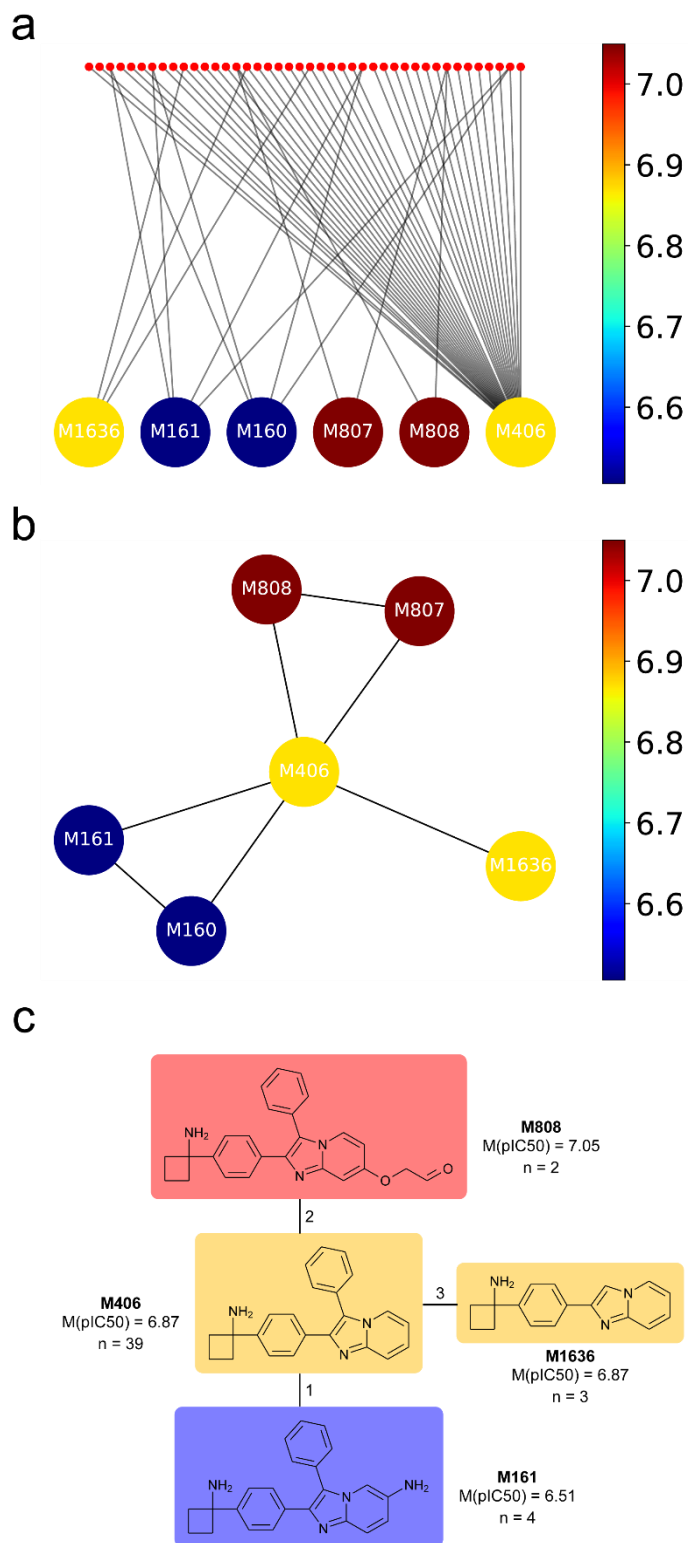 a
7.0
6.9
6.8
6.7
6.6
M1636
M161
M160
M807
M808
M406
b
7.0
6.9
6.8
6.7
6.6
M808
M807
M406
M161
M1636
M160
c
NH₂
N
N
O
O
M808
M(pIC50) = 7.05
n = 2
2
M406
M(pIC50) = 6.87
n = 39
NH₂
N
N
3
NH₂
N
N
M1636
M(pIC50) = 6.87
n = 3
1
NH₂
N
N
NH₂
M161
M(pIC50) = 6.51
n = 4